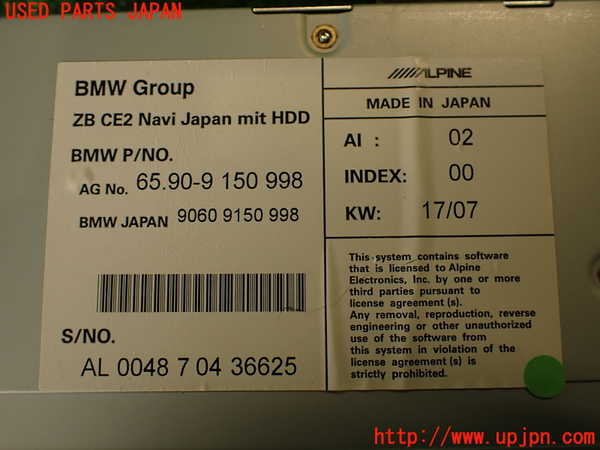 USED PARTS JAPAN
BMW Group
ZB CE2 Navi Japan mit HDD
BMW P/NO.
AG No. 65.90-9 150 998
BMW JAPAN 9060 9150 998
S/NO.
AL 0048 7 04 36625
ALPINE
MADE IN JAPAN
AI : 02
INDEX: 00
KW: 17/07
This system contains software
that is licensed to Alpine
Electronics, Inc. by one or more
third parties pursuant to
license agreement (s).
Any removal, reproduction, reverse
engineering or other unauthorized
use of the software from
this system in violation of the
license agreement (s) is
strictly prohibited.
http://www.upjpn.com/